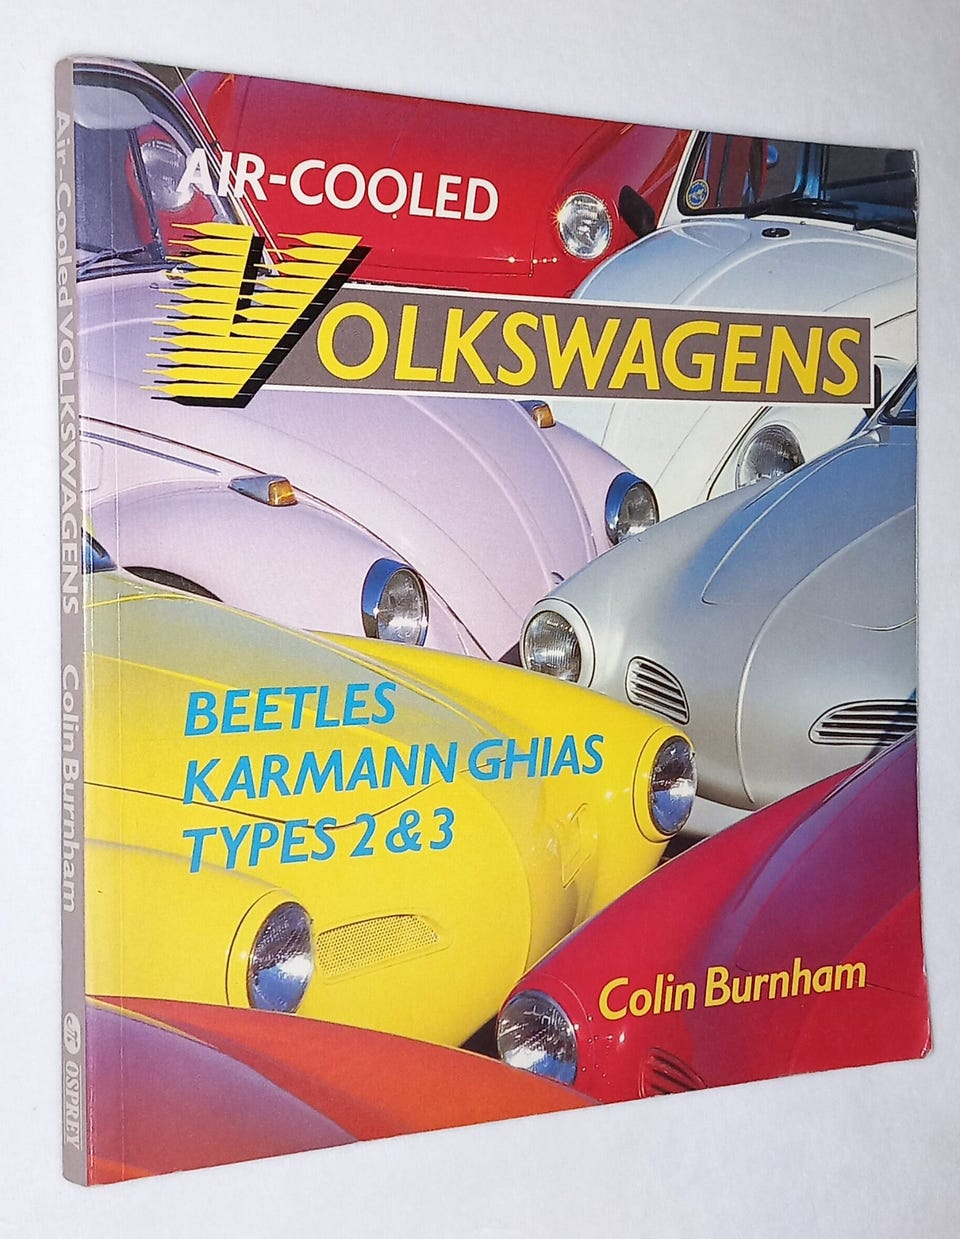 AIR-COOLED
VOLKSWAGENS
BEETLES
KARMANN GHIAS
TYPES 2 & 3
Colin Burnham
Air-Cooled VOLKSWAGENS Colin Burnham OSPREY